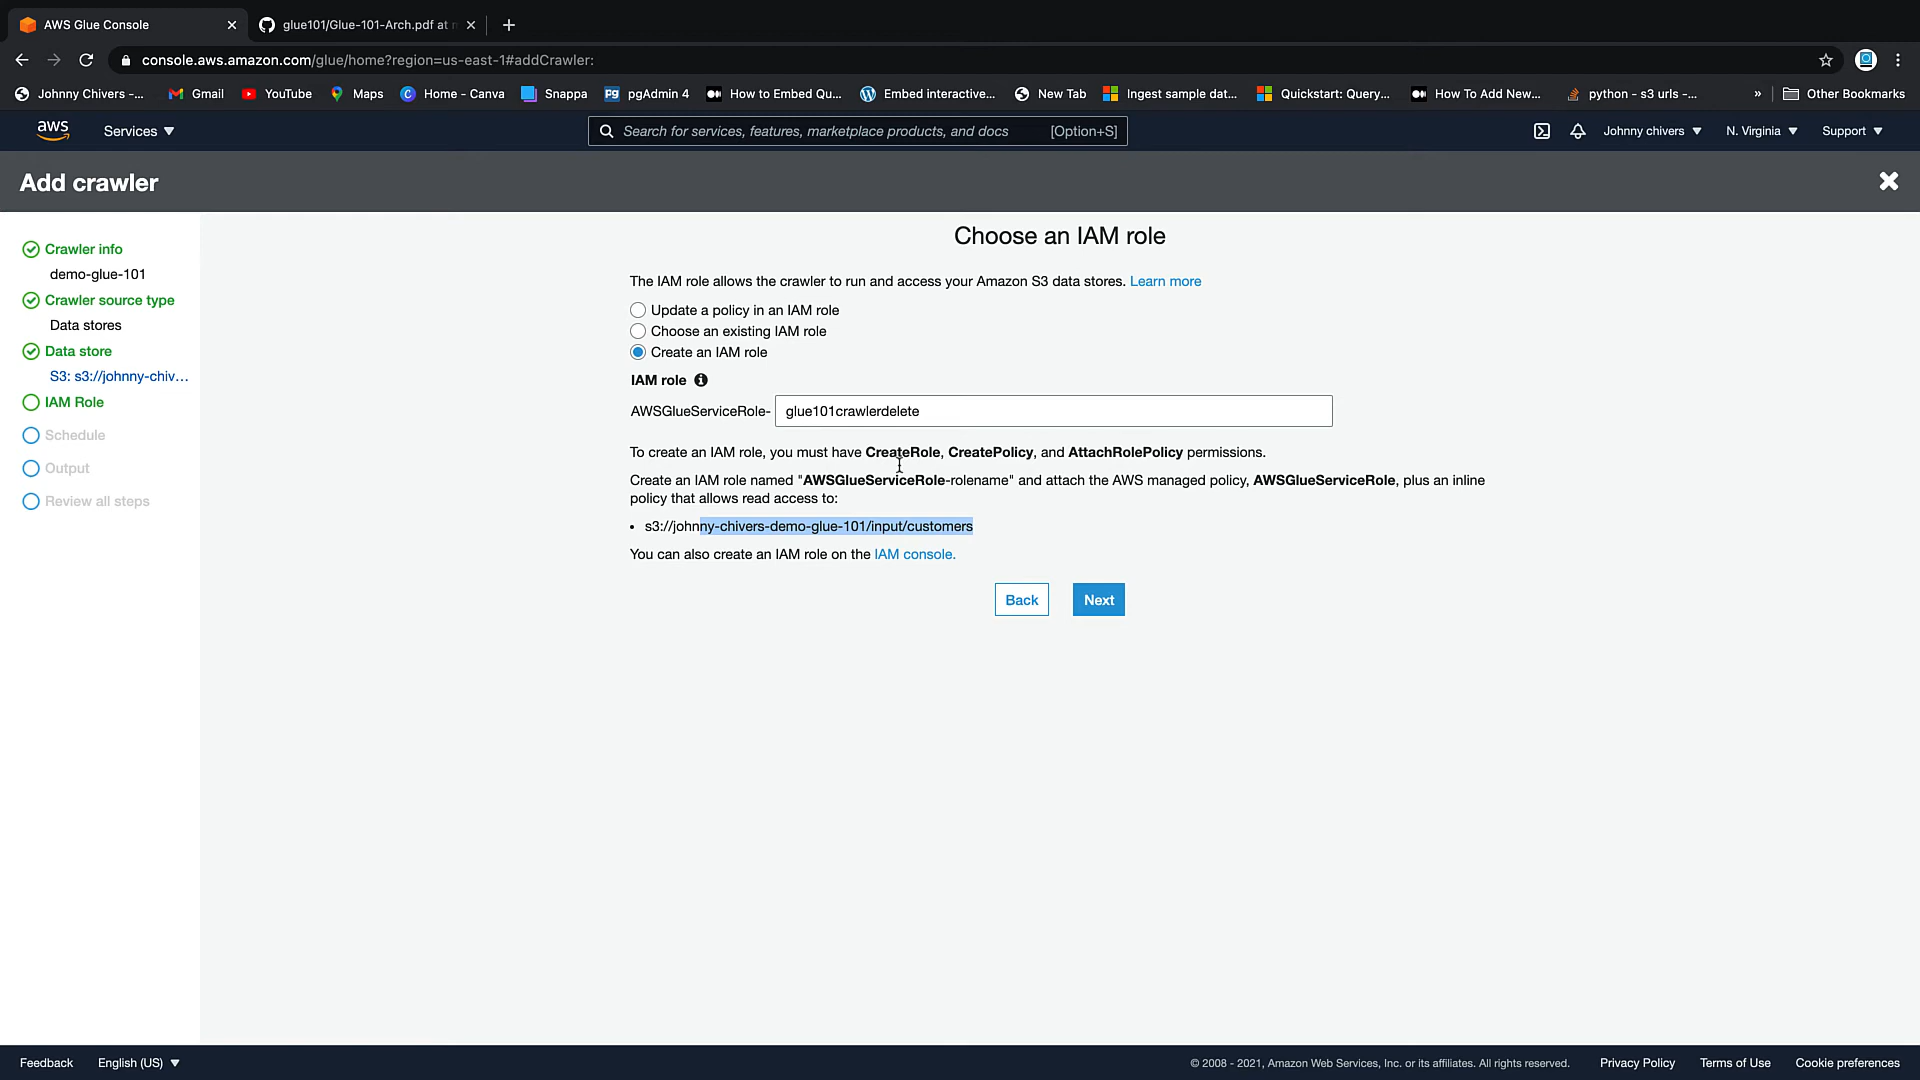 AWS Glue Console
glue101/Glue-101-Arch.pdf at
console.aws.amazon.com/glue/home?region=us-east-1#addCrawler:
Johnny Chivers -...
Gmail
YouTube
Maps
Home - Canva
Snappa
pgAdmin 4
How to Embed Qu...
Embed interactive...
New Tab
Ingest sample dat...
Quickstart: Query...
How To Add New...
python - s3 urls -...
»
Other Bookmarks
aws
Services
Search for services, features, marketplace products, and docs
[Option+S]
Johnny chivers
N. Virginia
Support
Add crawler
Crawler info
demo-glue-101
Crawler source type
Data stores
Data store
S3: s3://johnny-chiv...
IAM Role
Schedule
Output
Review all steps
Choose an IAM role
The IAM role allows the crawler to run and access your Amazon S3 data stores. Learn more
Update a policy in an IAM role
Choose an existing IAM role
Create an IAM role
IAM role
AWSGlueServiceRole-
glue101crawlerdelete
To create an IAM role, you must have CreateRole, CreatePolicy, and AttachRolePolicy permissions.
Create an IAM role named "AWSGlueServiceRole-rolename" and attach the AWS managed policy, AWSGlueServiceRole, plus an inline
policy that allows read access to:
• s3://johnny-chivers-demo-glue-101/input/customers
You can also create an IAM role on the IAM console.
Back
Next
Feedback
English (US)
© 2008 - 2021, Amazon Web Services, Inc. or its affiliates. All rights reserved.
Privacy Policy
Terms of Use
Cookie preferences